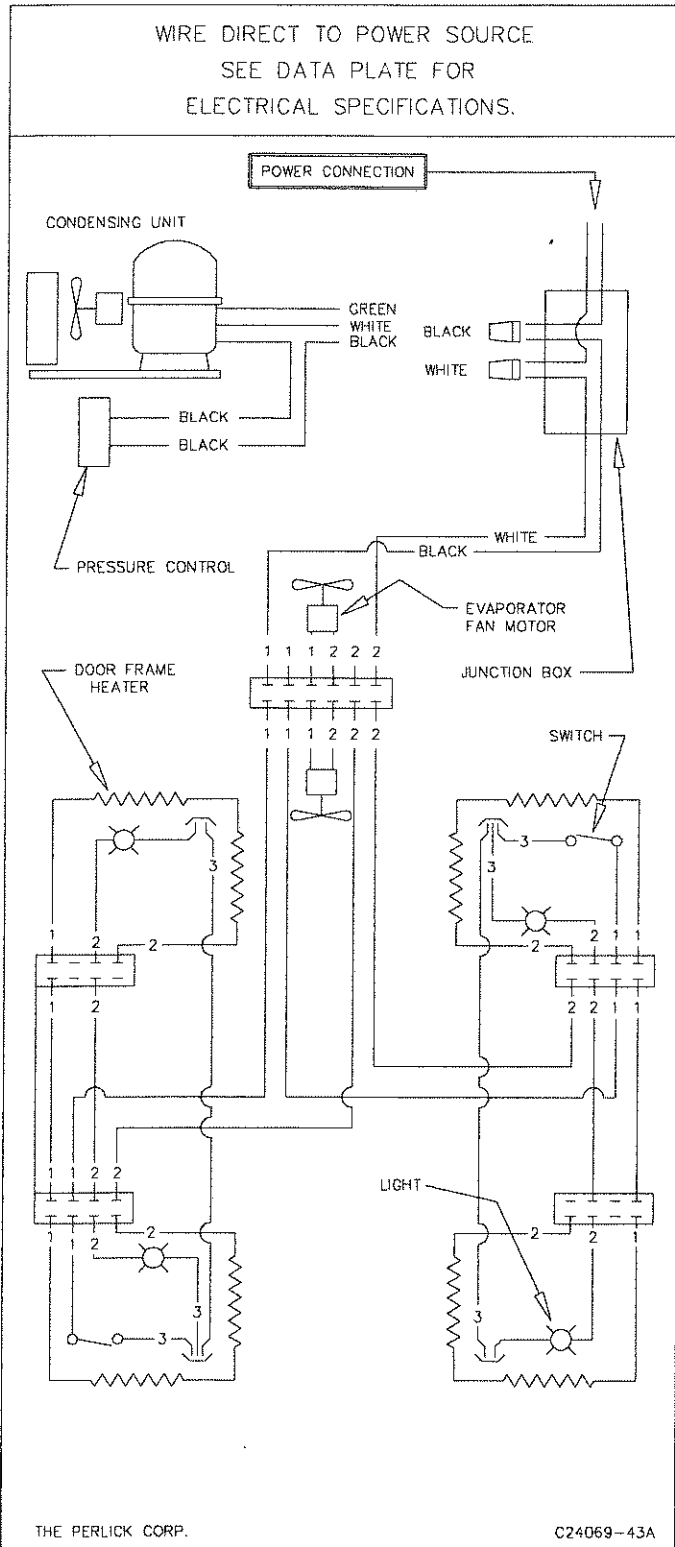 WIRE DIRECT TO POWER SOURCE
SEE DATA PLATE FOR
ELECTRICAL SPECIFICATIONS.
POWER CONNECTION
CONDENSING UNIT
GREEN
WHITE
BLACK
BLACK
WHITE
BLACK
BLACK
WHITE
BLACK
PRESSURE CONTROL
EVAPORATOR
FAN MOTOR
1 1 1 2 2 2
DOOR FRAME
HEATER
JUNCTION BOX
1 1 1 2 2 2
SWITCH
3
3
3
1 2 2
2 2 1 1
1 2
2 2 1 1
1 1 2 2
LIGHT
1 1 2 2
2 2 1
3 3
3
THE PERLICK CORP.
C24069-43A